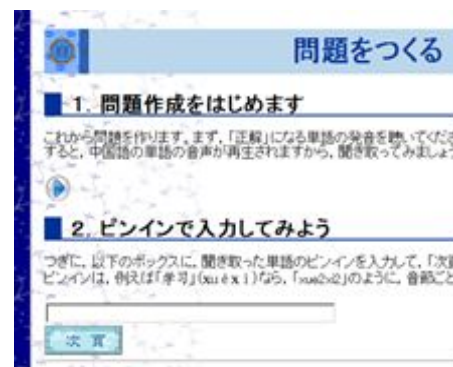 問題をつくる
1. 問題作成をはじめます
これから問題を作ります。まず、「正解」になる単語の発音を聴いてくださ
すると、中国語の単語の音声が再生されますから、聞き取ってみましょう
2. ピンインで入力してみよう
つぎに、以下のボックスに、聞き取った単語のピンインを入力して、「次頁
ピンインは、例えば「学习」(xué xí)なら、「xue2xi2」のように、音節ごと
次 頁